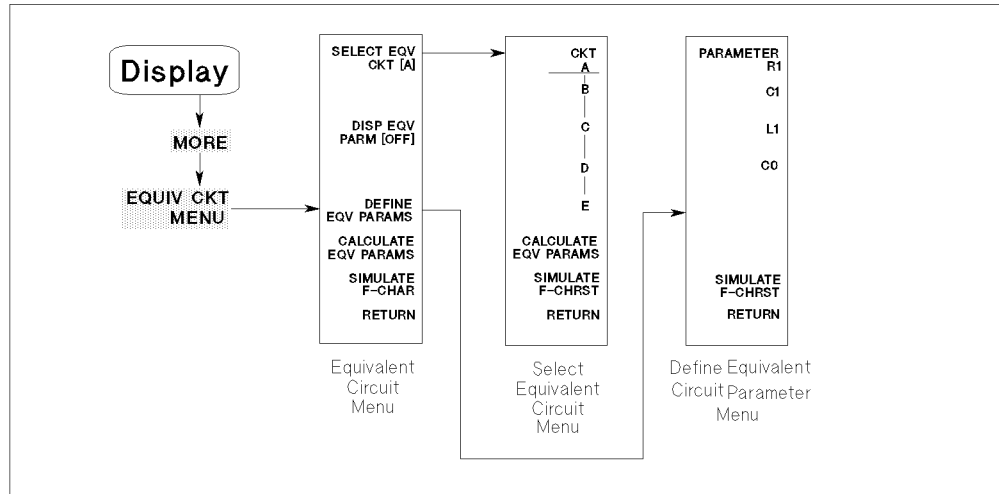 Display
MORE
EQUIV CKT
MENU
SELECT EQV
CKT [A]
DISP EQV
PARM [OFF]
DEFINE
EQV PARAMS
CALCULATE
EQV PARAMS
SIMULATE
F-CHAR
RETURN
Equivalent
Circuit
Menu
CKT
A
B
C
D
E
CALCULATE
EQV PARAMS
SIMULATE
F-CHRST
RETURN
Select
Equivalent
Circuit
Menu
PARAMETER
R1
C1
L1
C0
SIMULATE
F-CHRST
RETURN
Define Equivalent
Circuit Parameter
Menu